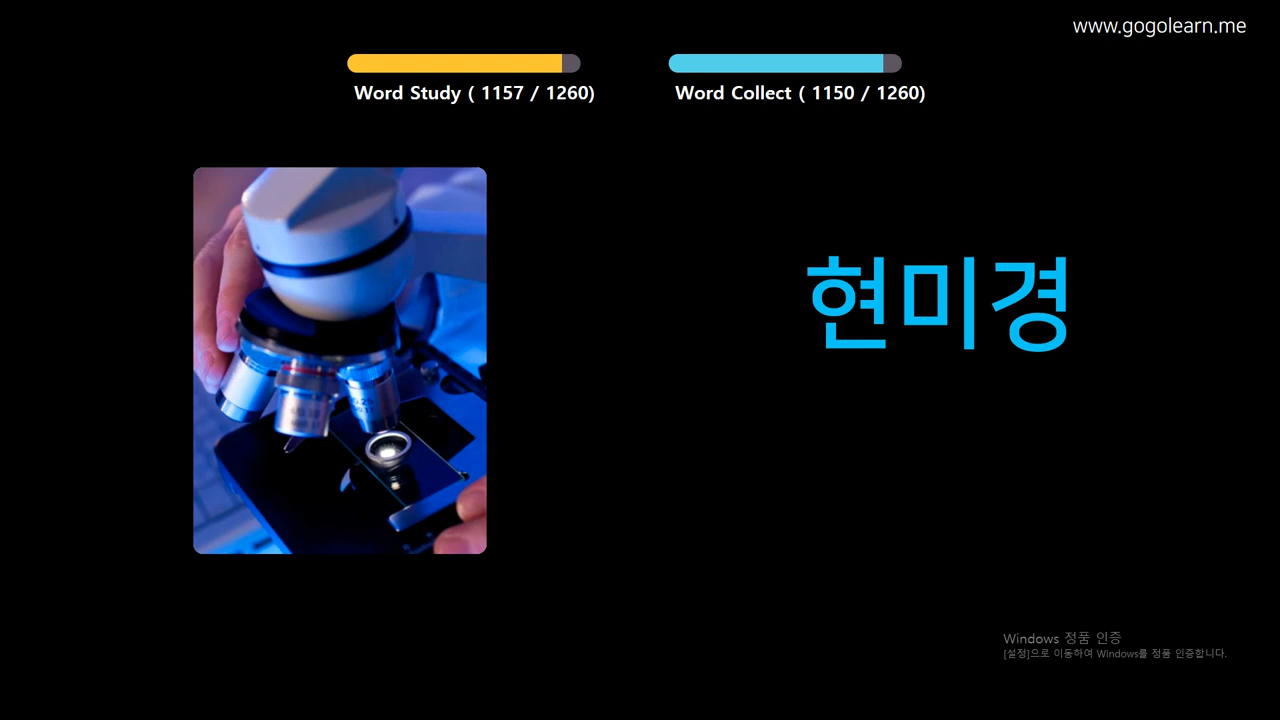 www.gogolearn.me
Word Study ( 1157 / 1260)
Word Collect ( 1150 / 1260)
현미경
Windows 정품 인증
[설정]으로 이동하여 Windows를 정품 인증합니다.